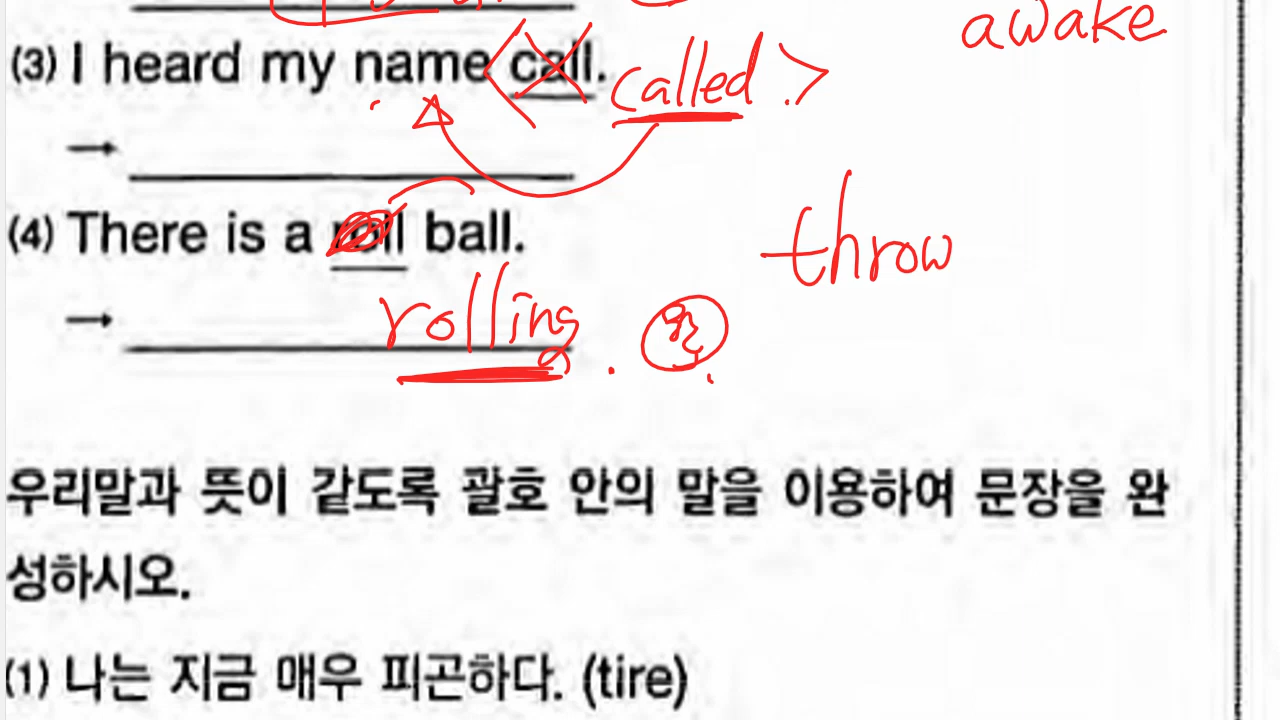 awake
(3) I heard my name call. called
→
(4) There is a roll ball.
throw
→ rolling
우리말과 뜻이 같도록 괄호 안의 말을 이용하여 문장을 완
성하시오.
(1) 나는 지금 매우 피곤하다. (tire)